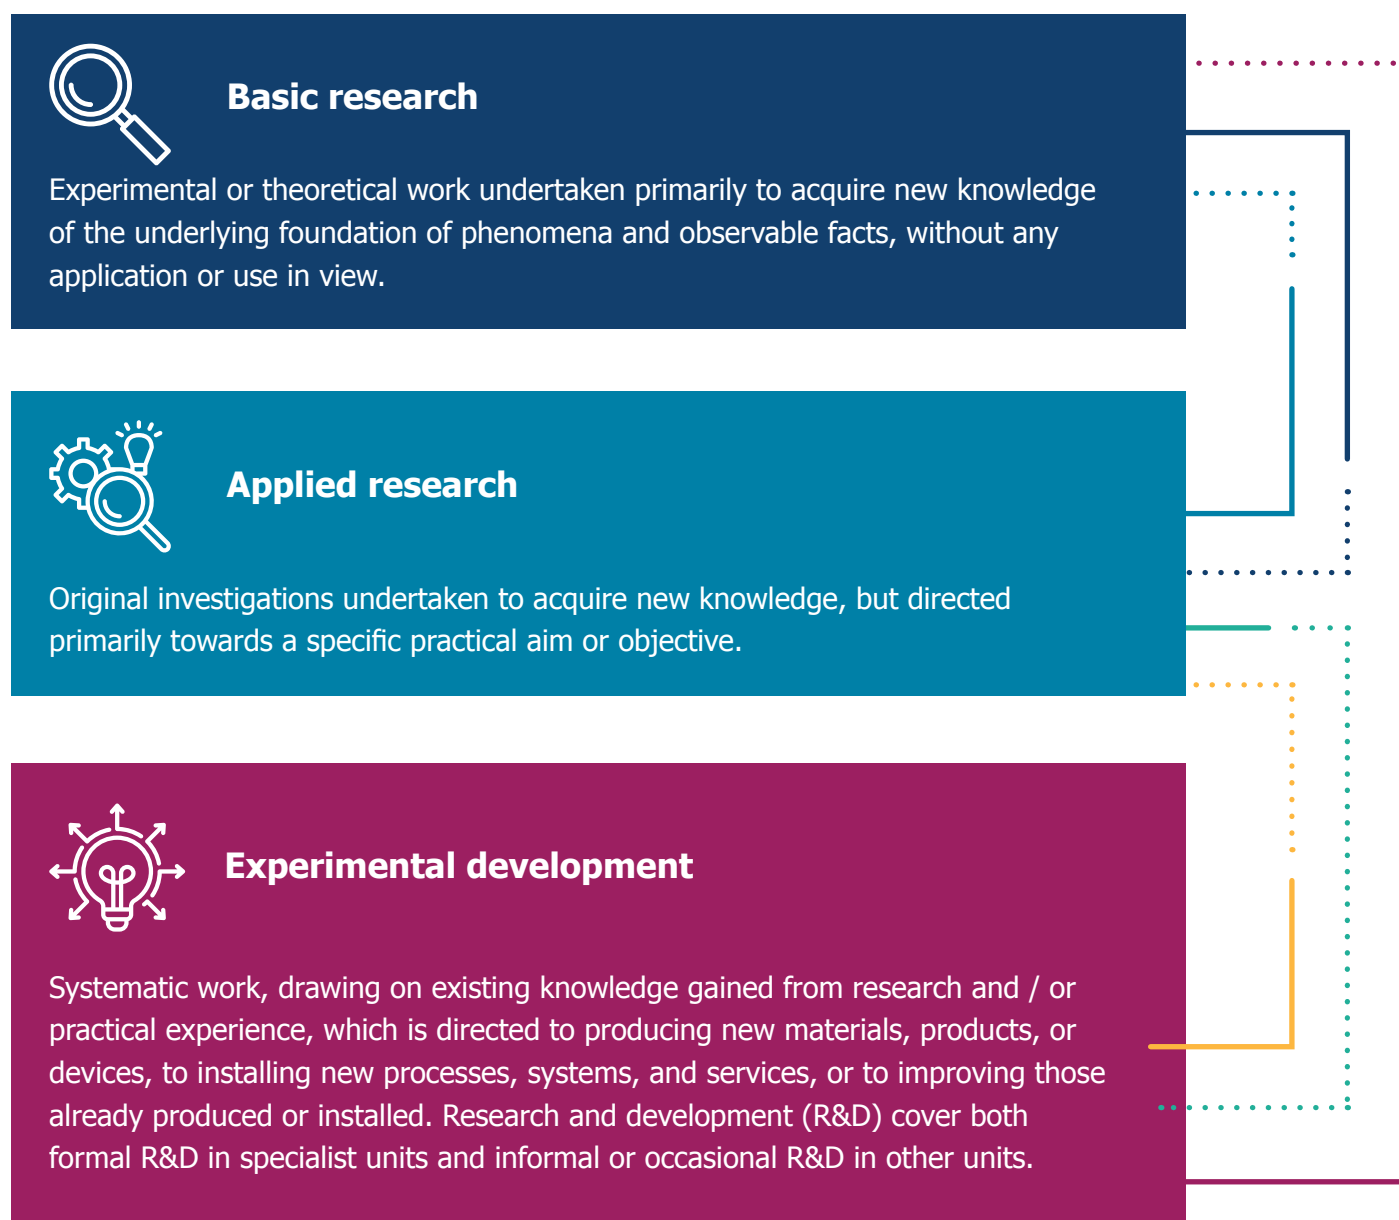 Basic research
Experimental or theoretical work undertaken primarily to acquire new knowledge
of the underlying foundation of phenomena and observable facts, without any
application or use in view.
Applied research
Original investigations undertaken to acquire new knowledge, but directed
primarily towards a specific practical aim or objective.
Experimental development
Systematic work, drawing on existing knowledge gained from research and / or
practical experience, which is directed to producing new materials, products, or
devices, to installing new processes, systems, and services, or to improving those
already produced or installed. Research and development (R&D) cover both
formal R&D in specialist units and informal or occasional R&D in other units.